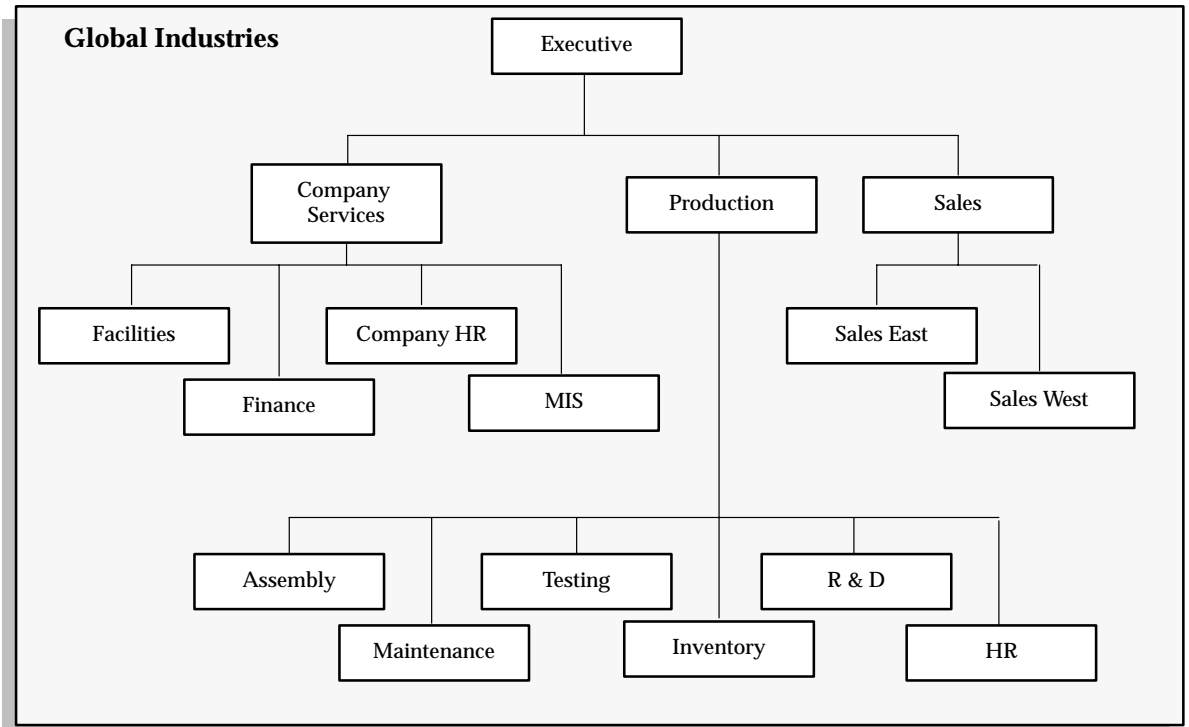 Global Industries
Executive
Company
Services
Production
Sales
Facilities
Company HR
Sales East
Finance
MIS
Sales West
Assembly
Testing
R & D
Maintenance
Inventory
HR